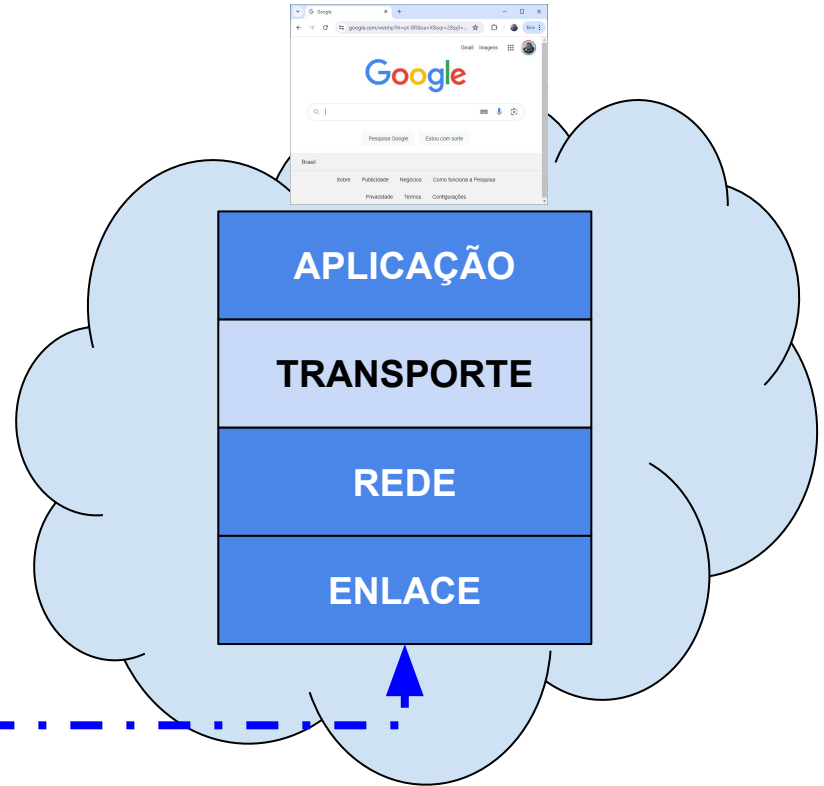 G Google
google.com/webhp?hl=pt-BR&sa=X&sqi=2&pjf=...
Gmail Imagens
Google
Pesquisa Google Estou com sorte
Brasil
Sobre Publicidade Negócios Como funciona a Pesquisa
Privacidade Termos Configurações
APLICAÇÃO
TRANSPORTE
REDE
ENLACE